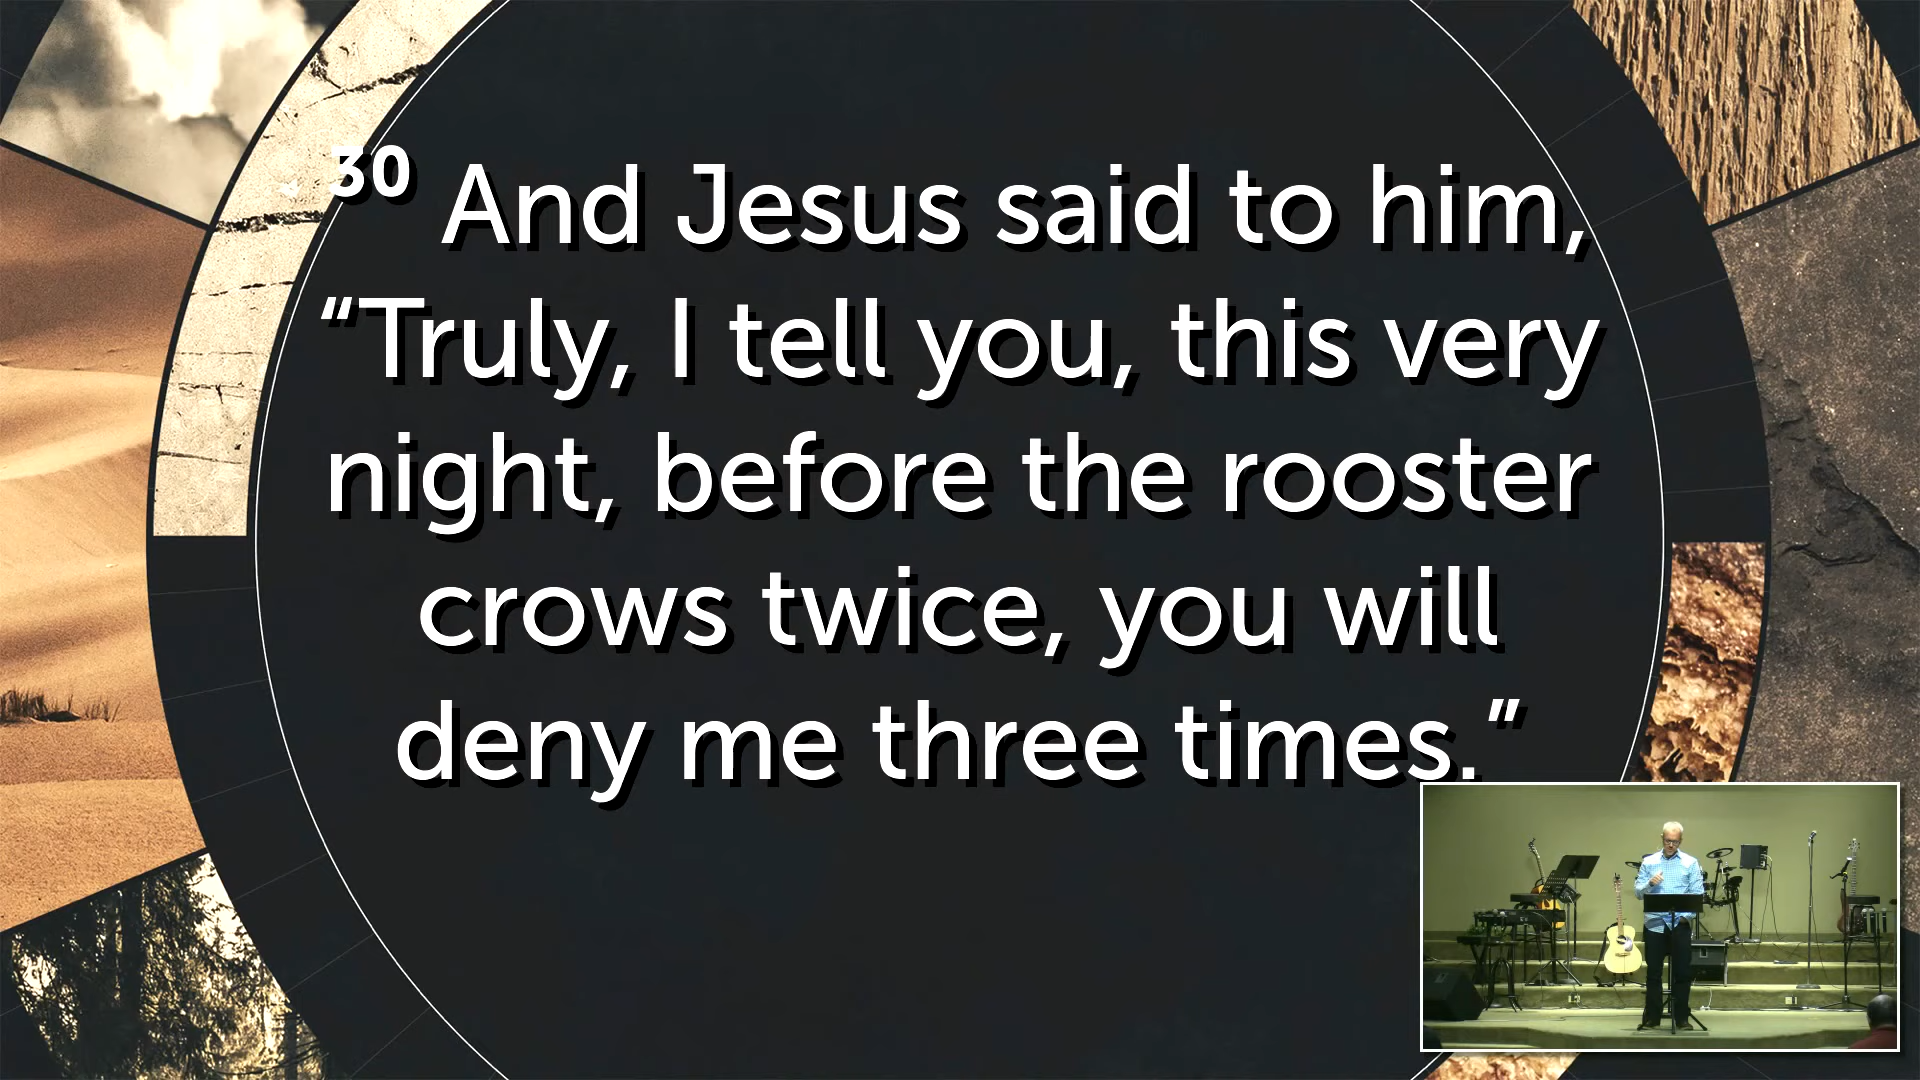 30 And Jesus said to him,
“Truly, I tell you, this very
night, before the rooster
crows twice, you will
deny me three times.”